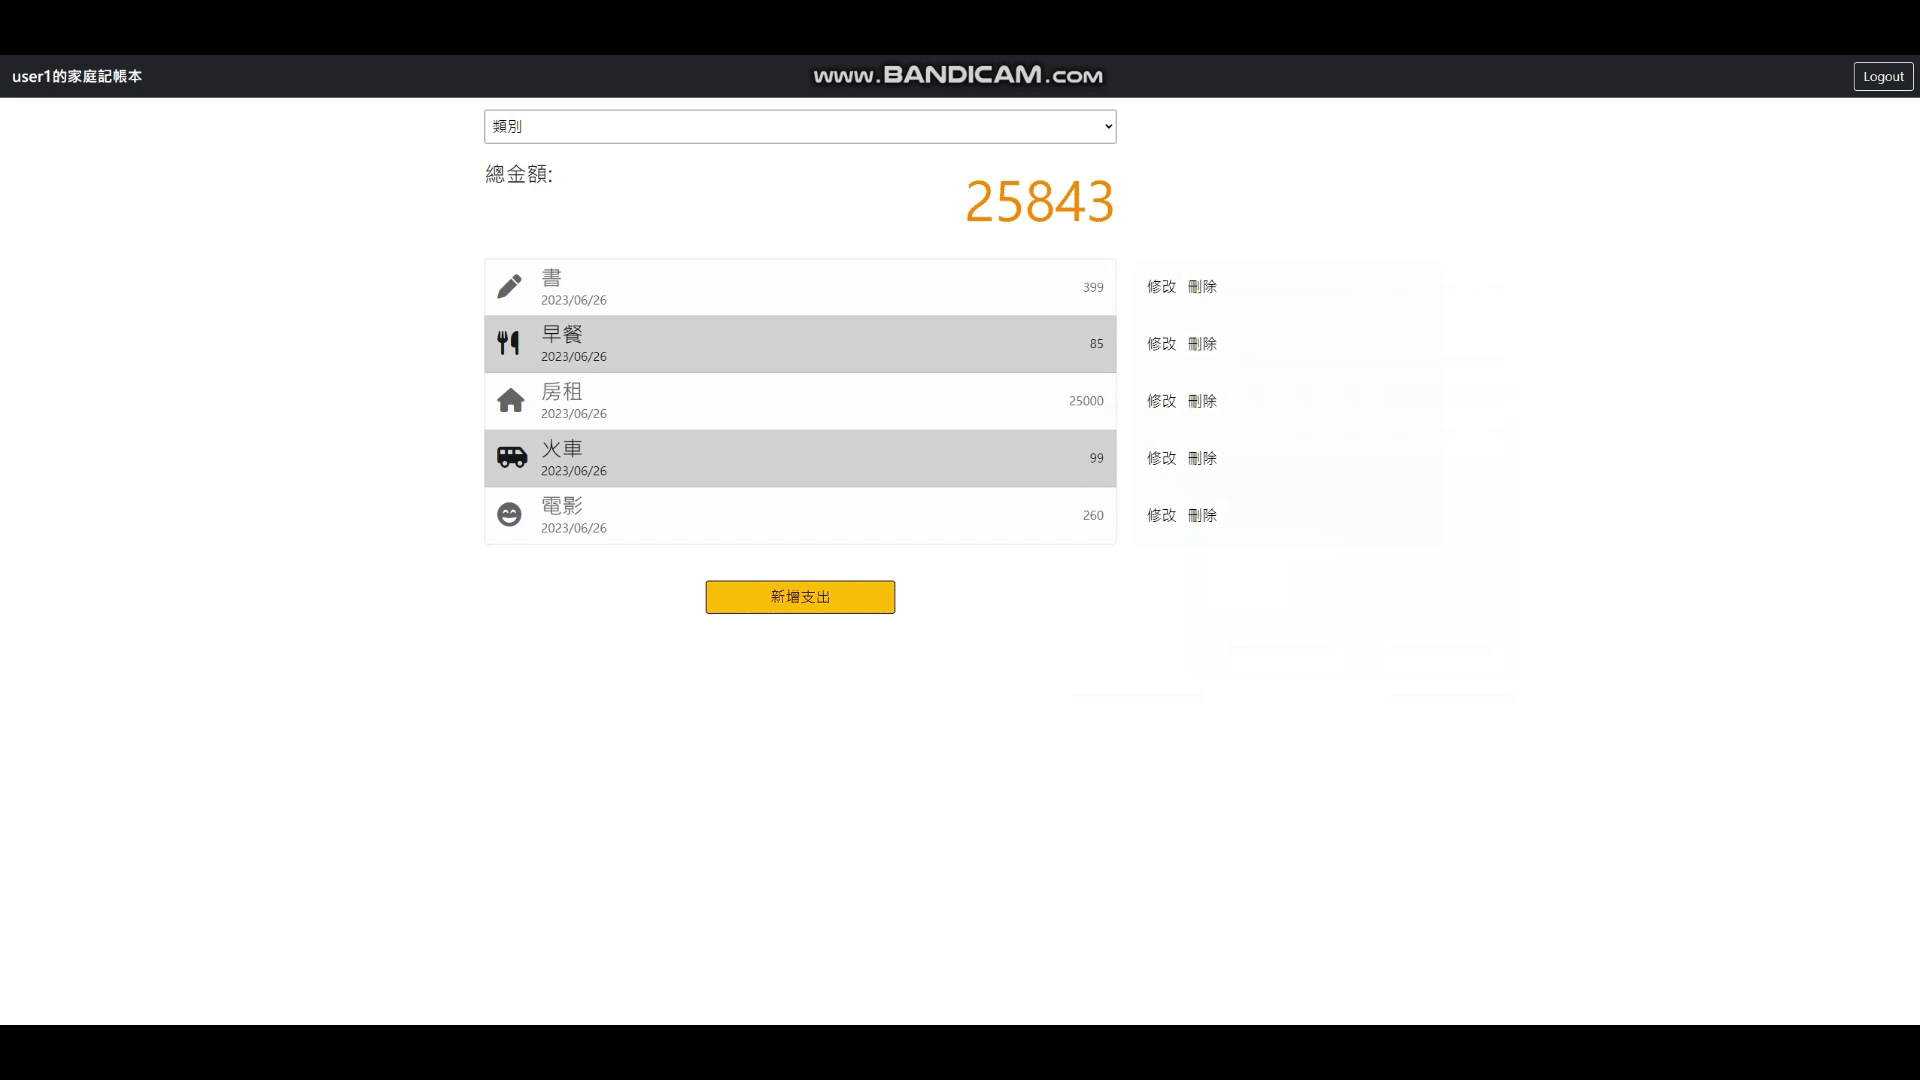 user1的家庭記帳本
www.BANDICAM.com
Logout
類別
總金額:
25843
書
2023/06/26
399
修改 刪除
早餐
2023/06/26
85
修改 刪除
房租
2023/06/26
25000
修改 刪除
火車
2023/06/26
99
修改 刪除
電影
2023/06/26
260
修改 刪除
新增支出